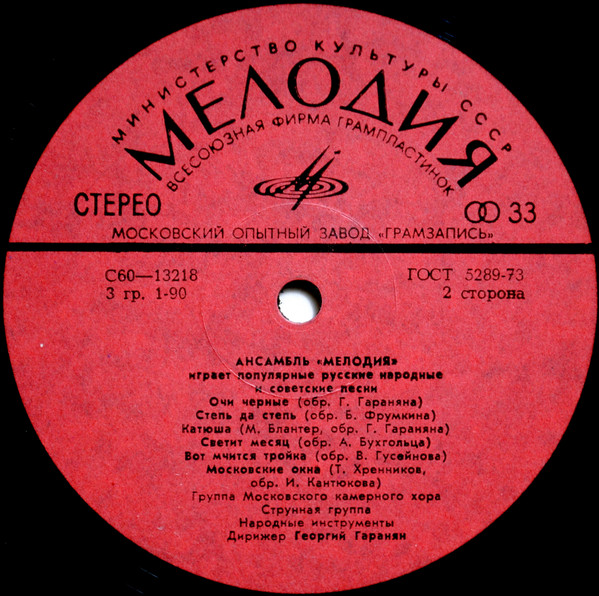 МИНИСТЕРСТВО КУЛЬТУРЫ СССР
МЕЛОДИЯ
ВСЕСОЮЗНАЯ ФИРМА ГРАМПЛАСТИНОК
СТЕРЕО
33
МОСКОВСКИЙ ОПЫТНЫЙ ЗАВОД «ГРАМЗАПИСЬ»
С60—13218
ГОСТ 5289-73
3 гр. 1-90
2 сторона
АНСАМБЛЬ «МЕЛОДИЯ»
играет популярные русские народные
и советские песни
Очи черные (обр. Г. Гараняна)
Степь да степь (обр. Б. Фрумкина)
Катюша (М. Блантер, обр. Г. Гараняна)
Светит месяц (обр. А. Бухгольца)
Вот мчится тройка (обр. В. Гусейнова)
Московские окна (Т. Хренников,
обр. И. Кантюкова)
Группа Московского камерного хора
Струнная группа
Народные инструменты
Дирижер Георгий Гаранян